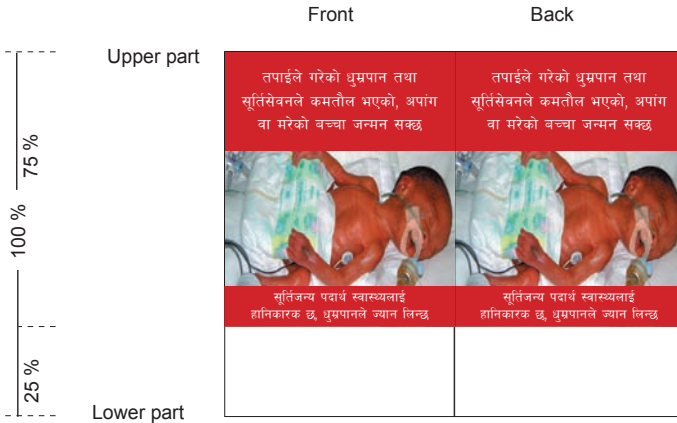 Front
Back
Upper part
तपाईले गरेको धुम्रपान तथा
सूर्तिसेवनले कमतौल भएको, अपांग
वा मरेको बच्चा जन्मन सक्छ
तपाईले गरेको धुम्रपान तथा
सूर्तिसेवनले कमतौल भएको, अपांग
वा मरेको बच्चा जन्मन सक्छ
75 %
100 %
सूर्तिजन्य पदार्थ स्वास्थ्यलाई
हानिकारक छ, धुम्रपानले ज्यान लिन्छ
सूर्तिजन्य पदार्थ स्वास्थ्यलाई
हानिकारक छ, धुम्रपानले ज्यान लिन्छ
25 %
Lower part